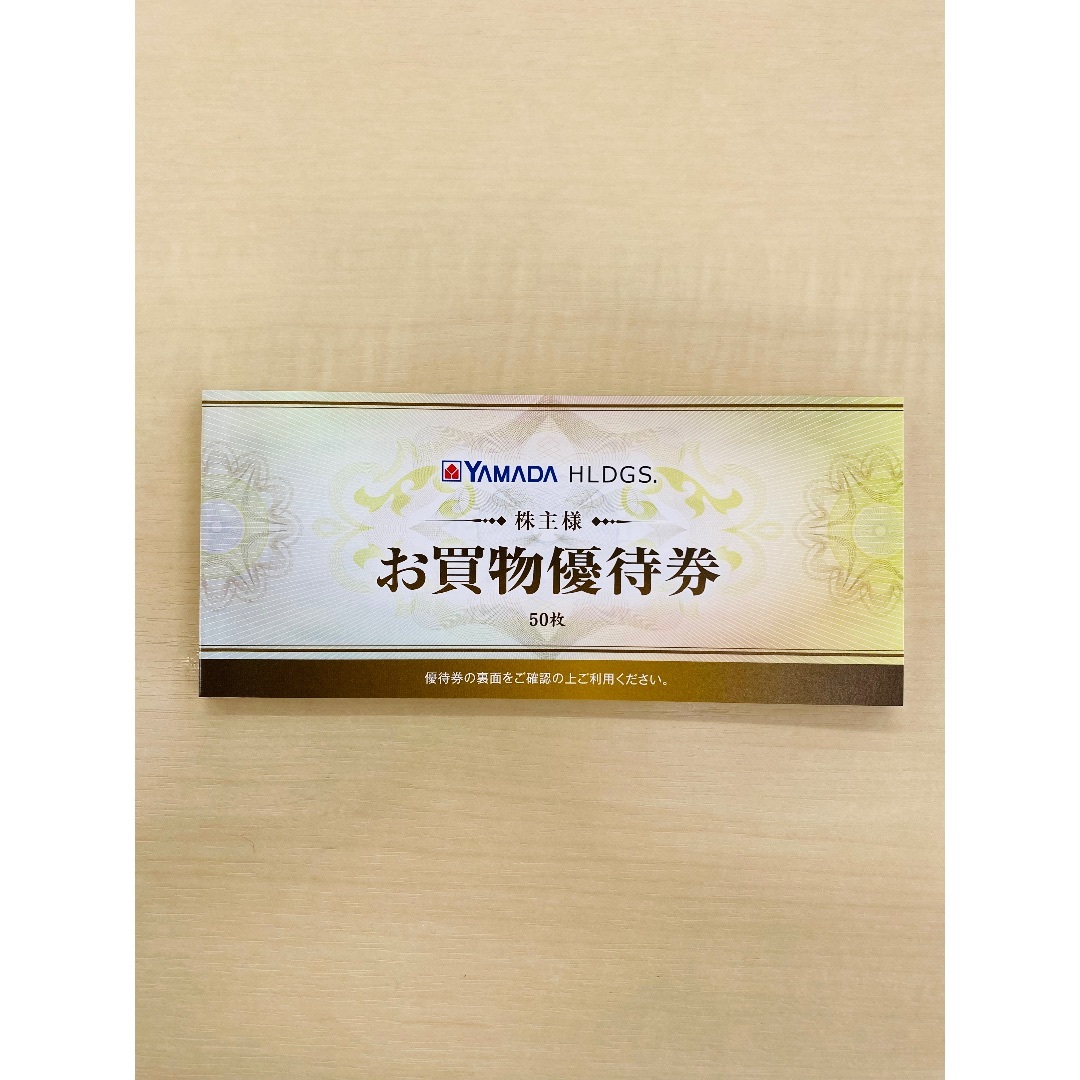 YAMADA HLDGS.
株主様
お買物優待券
50枚
優待券の裏面をご確認の上ご利用ください。